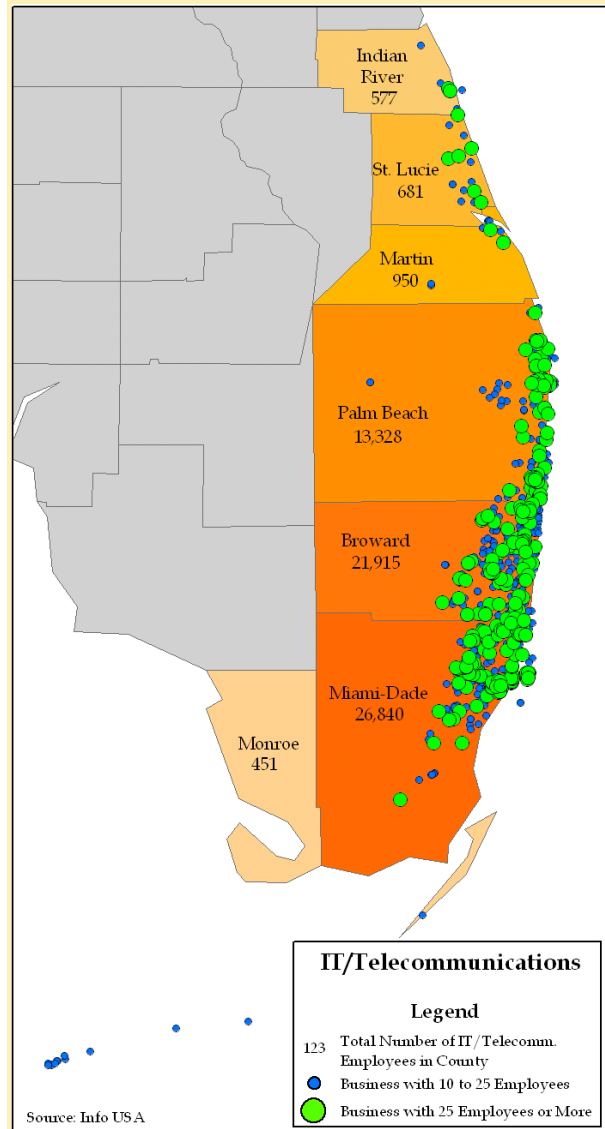 Indian
River
577
St. Lucie
681
Martin
950
Palm Beach
13,328
Broward
21,915
Miami-Dade
26,840
Monroe
451
IT/Telecommunications
Legend
123 Total Number of IT/Telecomm.
Employees in County
Business with 10 to 25 Employees
Business with 25 Employees or More
Source: Info USA